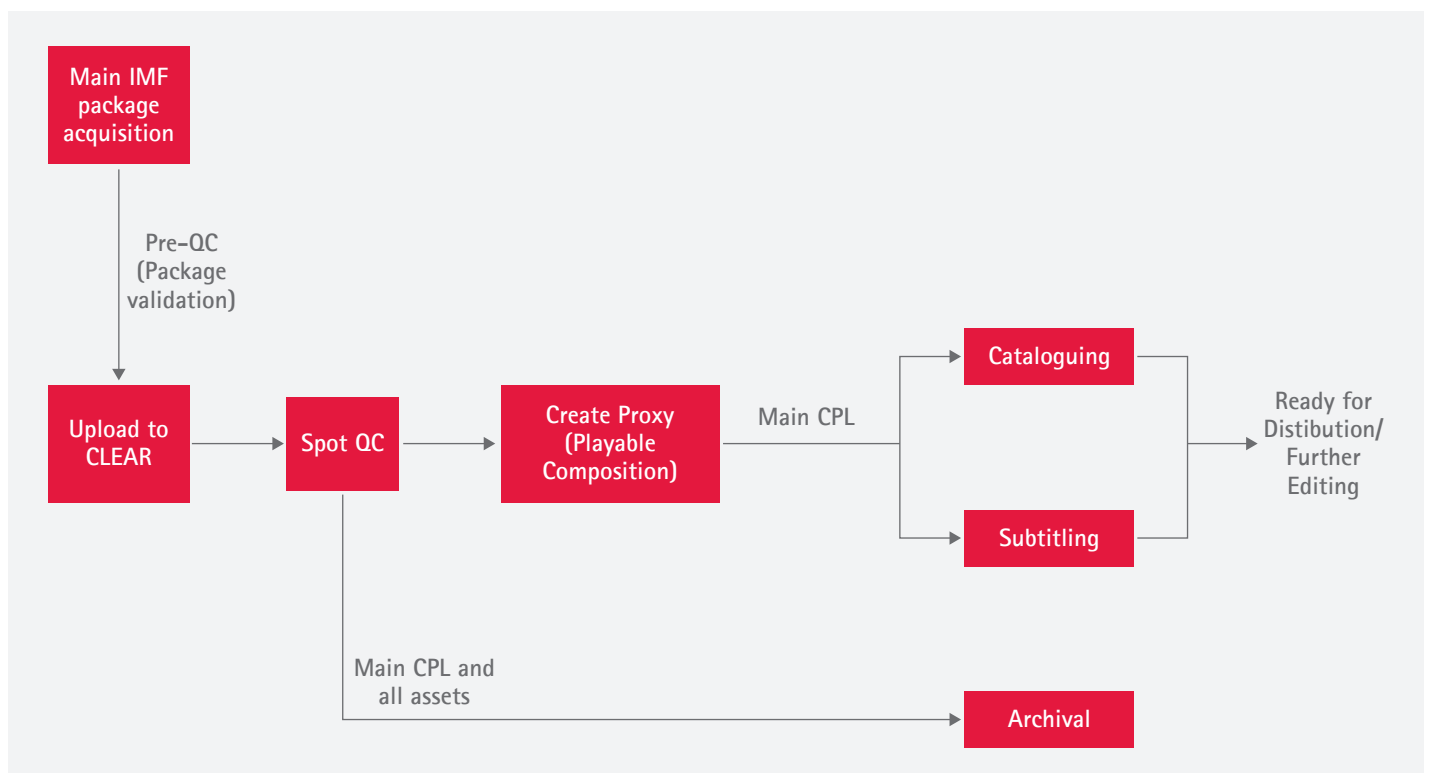 Main IMF
package
acquisition
Pre-QC
(Package
validation)
Upload to
CLEAR
Spot QC
Create Proxy
(Playable
Composition)
Main CPL
Cataloguing
Subtitling
Ready for
Distibution/
Further
Editing
Main CPL and
all assets
Archival